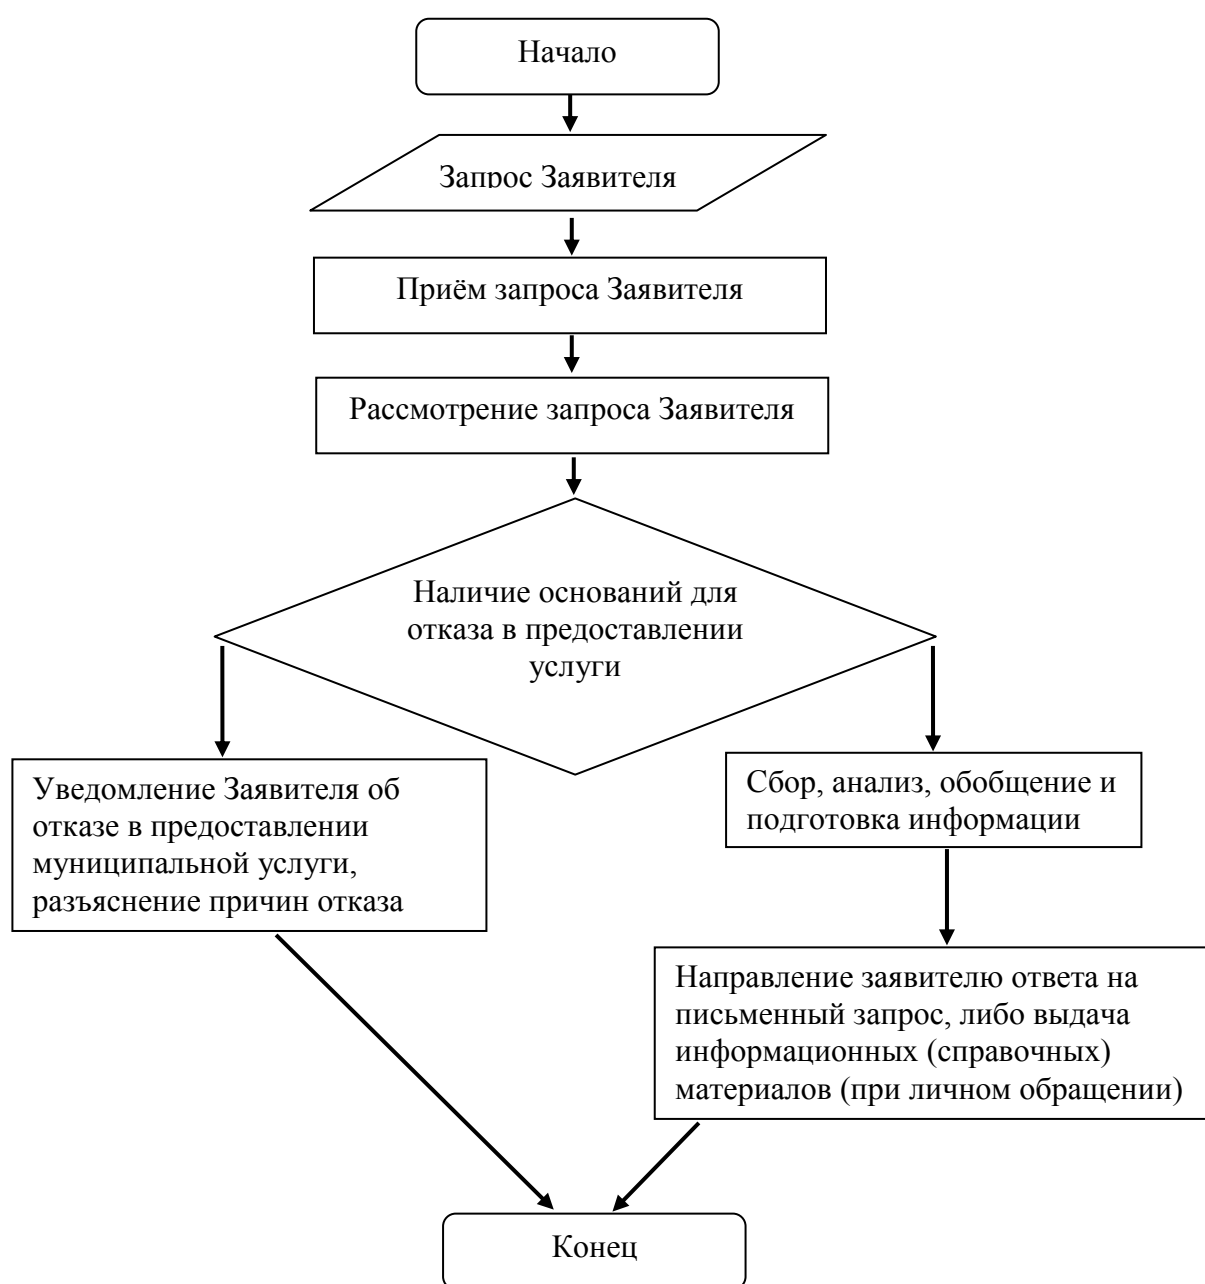 Начало
Запрос Заявителя
Приём запроса Заявителя
Рассмотрение запроса Заявителя
Наличие оснований для
отказа в предоставлении
услуги
Уведомление Заявителя об
отказе в предоставлении
муниципальной услуги,
разъяснение причин отказа
Сбор, анализ, обобщение и
подготовка информации
Направление заявителю ответа на
письменный запрос, либо выдача
информационных (справочных)
материалов (при личном обращении)
Конец